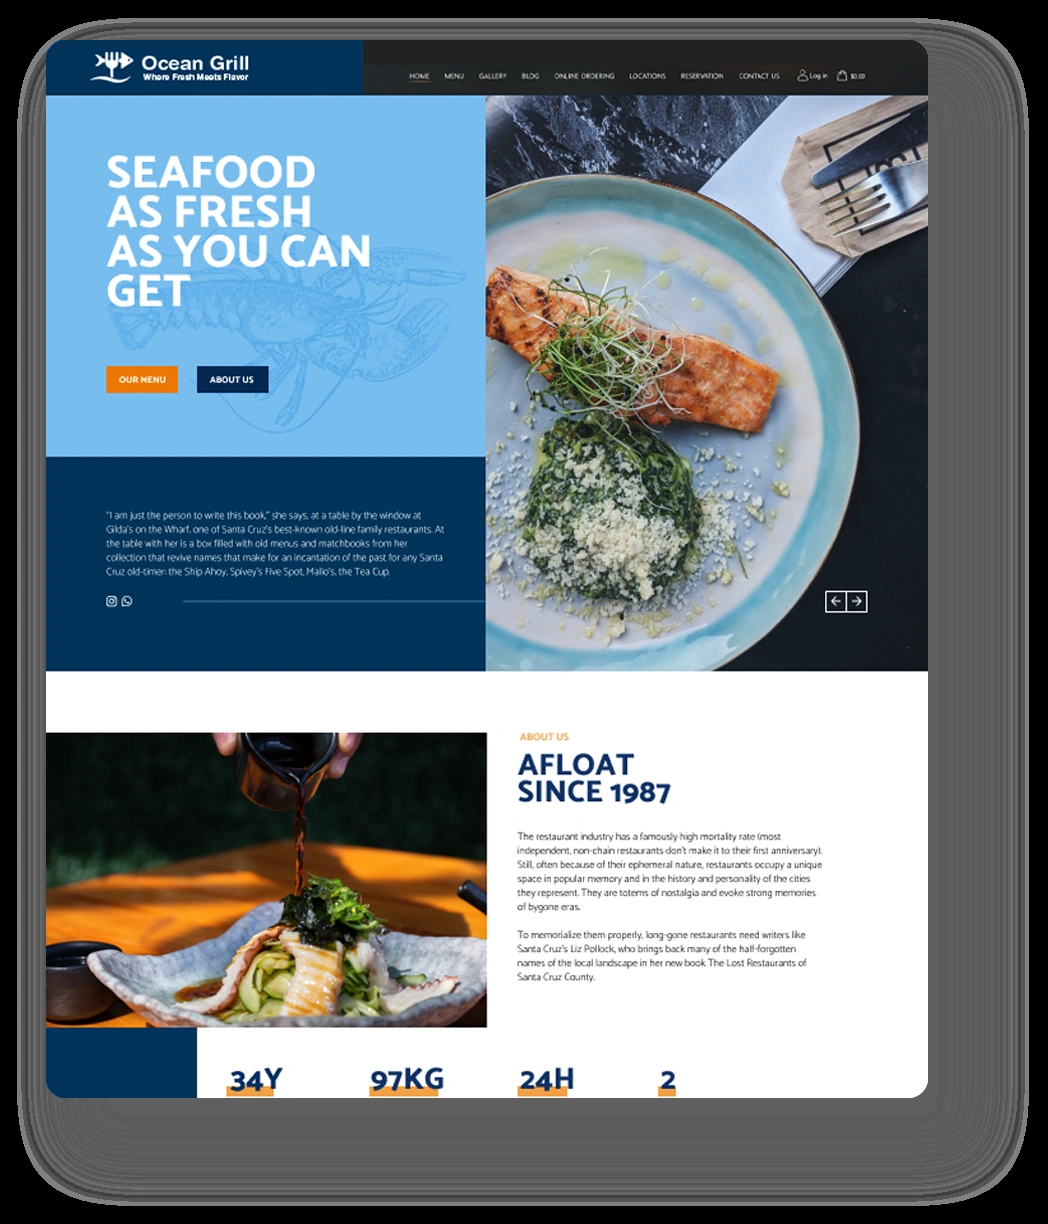 Ocean Grill
Where Fresh Meets Flavor
HOME MENU GALLERY BLOG ONLINE ORDERING LOCATIONS RESERVATION CONTACT US Log in $0.00
SEAFOOD
AS FRESH
AS YOU CAN
GET
OUR MENU ABOUT US
"I am just the person to write this book," she says, at a table by the window at
Gilda's on the Wharf, one of Santa Cruz's best-known old-line family restaurants. At
the table with her is a box filled with old menus and matchbooks from her
collection that revive names that make for an incantation of the past for any Santa
Cruz old-timer: the Ship Ahoy, Spivey's Five Spot, Malio's, the Tea Cup.
ABOUT US
AFLOAT
SINCE 1987
The restaurant industry has a famously high mortality rate (most
independent, non-chain restaurants don't make it to their first anniversary).
Still, often because of their ephemeral nature, restaurants occupy a unique
space in popular memory and in the history and personality of the cities
they represent. They are totems of nostalgia and evoke strong memories
of bygone eras.
To memorialize them properly, long-gone restaurants need writers like
Santa Cruz's Liz Pollock, who brings back many of the half-forgotten
names of the local landscape in her new book The Lost Restaurants of
Santa Cruz County.
34Y 97KG 24H 2